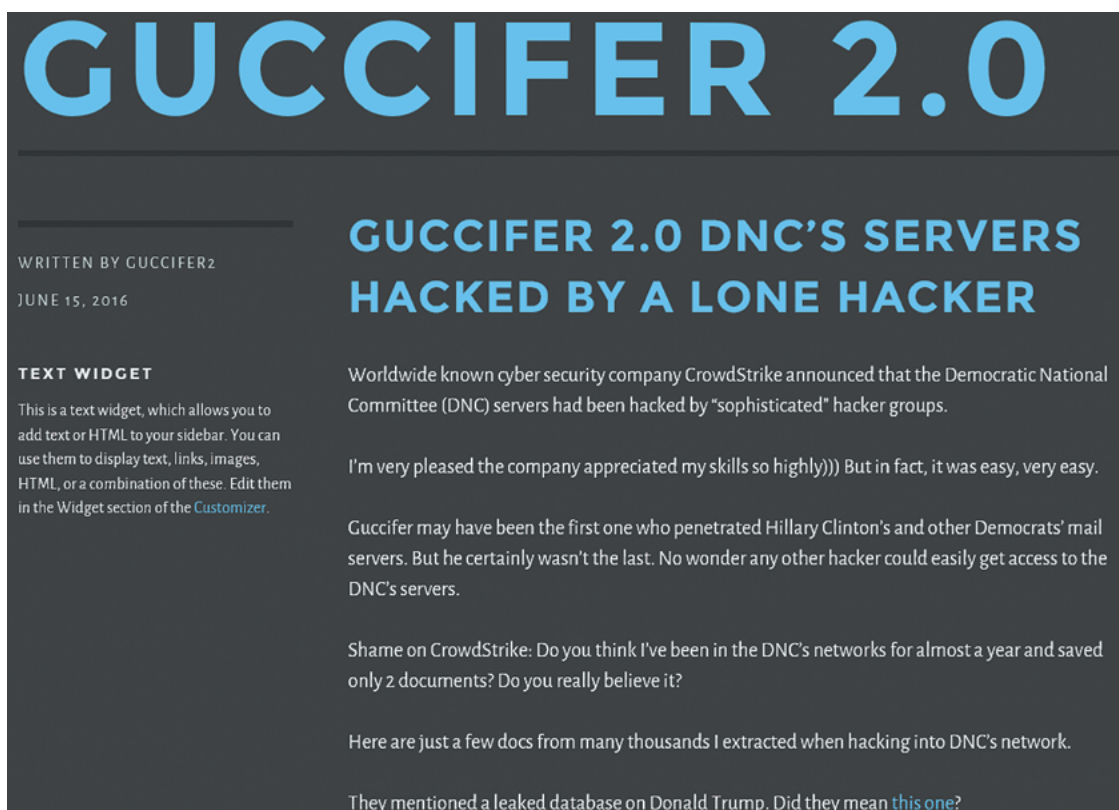 GUCCIFER 2.0
WRITTEN BY GUCCIFER2
JUNE 15, 2016
TEXT WIDGET
This is a text widget, which allows you to
add text or HTML to your sidebar. You can
use them to display text, links, images,
HTML, or a combination of these. Edit them
in the Widget section of the Customizer.
GUCCIFER 2.0 DNC’S SERVERS
HACKED BY A LONE HACKER
Worldwide known cyber security company CrowdStrike announced that the Democratic National
Committee (DNC) servers had been hacked by “sophisticated” hacker groups.
I’m very pleased the company appreciated my skills so highly))) But in fact, it was easy, very easy.
Guccifer may have been the first one who penetrated Hillary Clinton’s and other Democrats’ mail
servers. But he certainly wasn’t the last. No wonder any other hacker could easily get access to the
DNC’s servers.
Shame on CrowdStrike: Do you think I’ve been in the DNC’s networks for almost a year and saved
only 2 documents? Do you really believe it?
Here are just a few docs from many thousands I extracted when hacking into DNC’s network.
They mentioned a leaked database on Donald Trump. Did they mean this one?